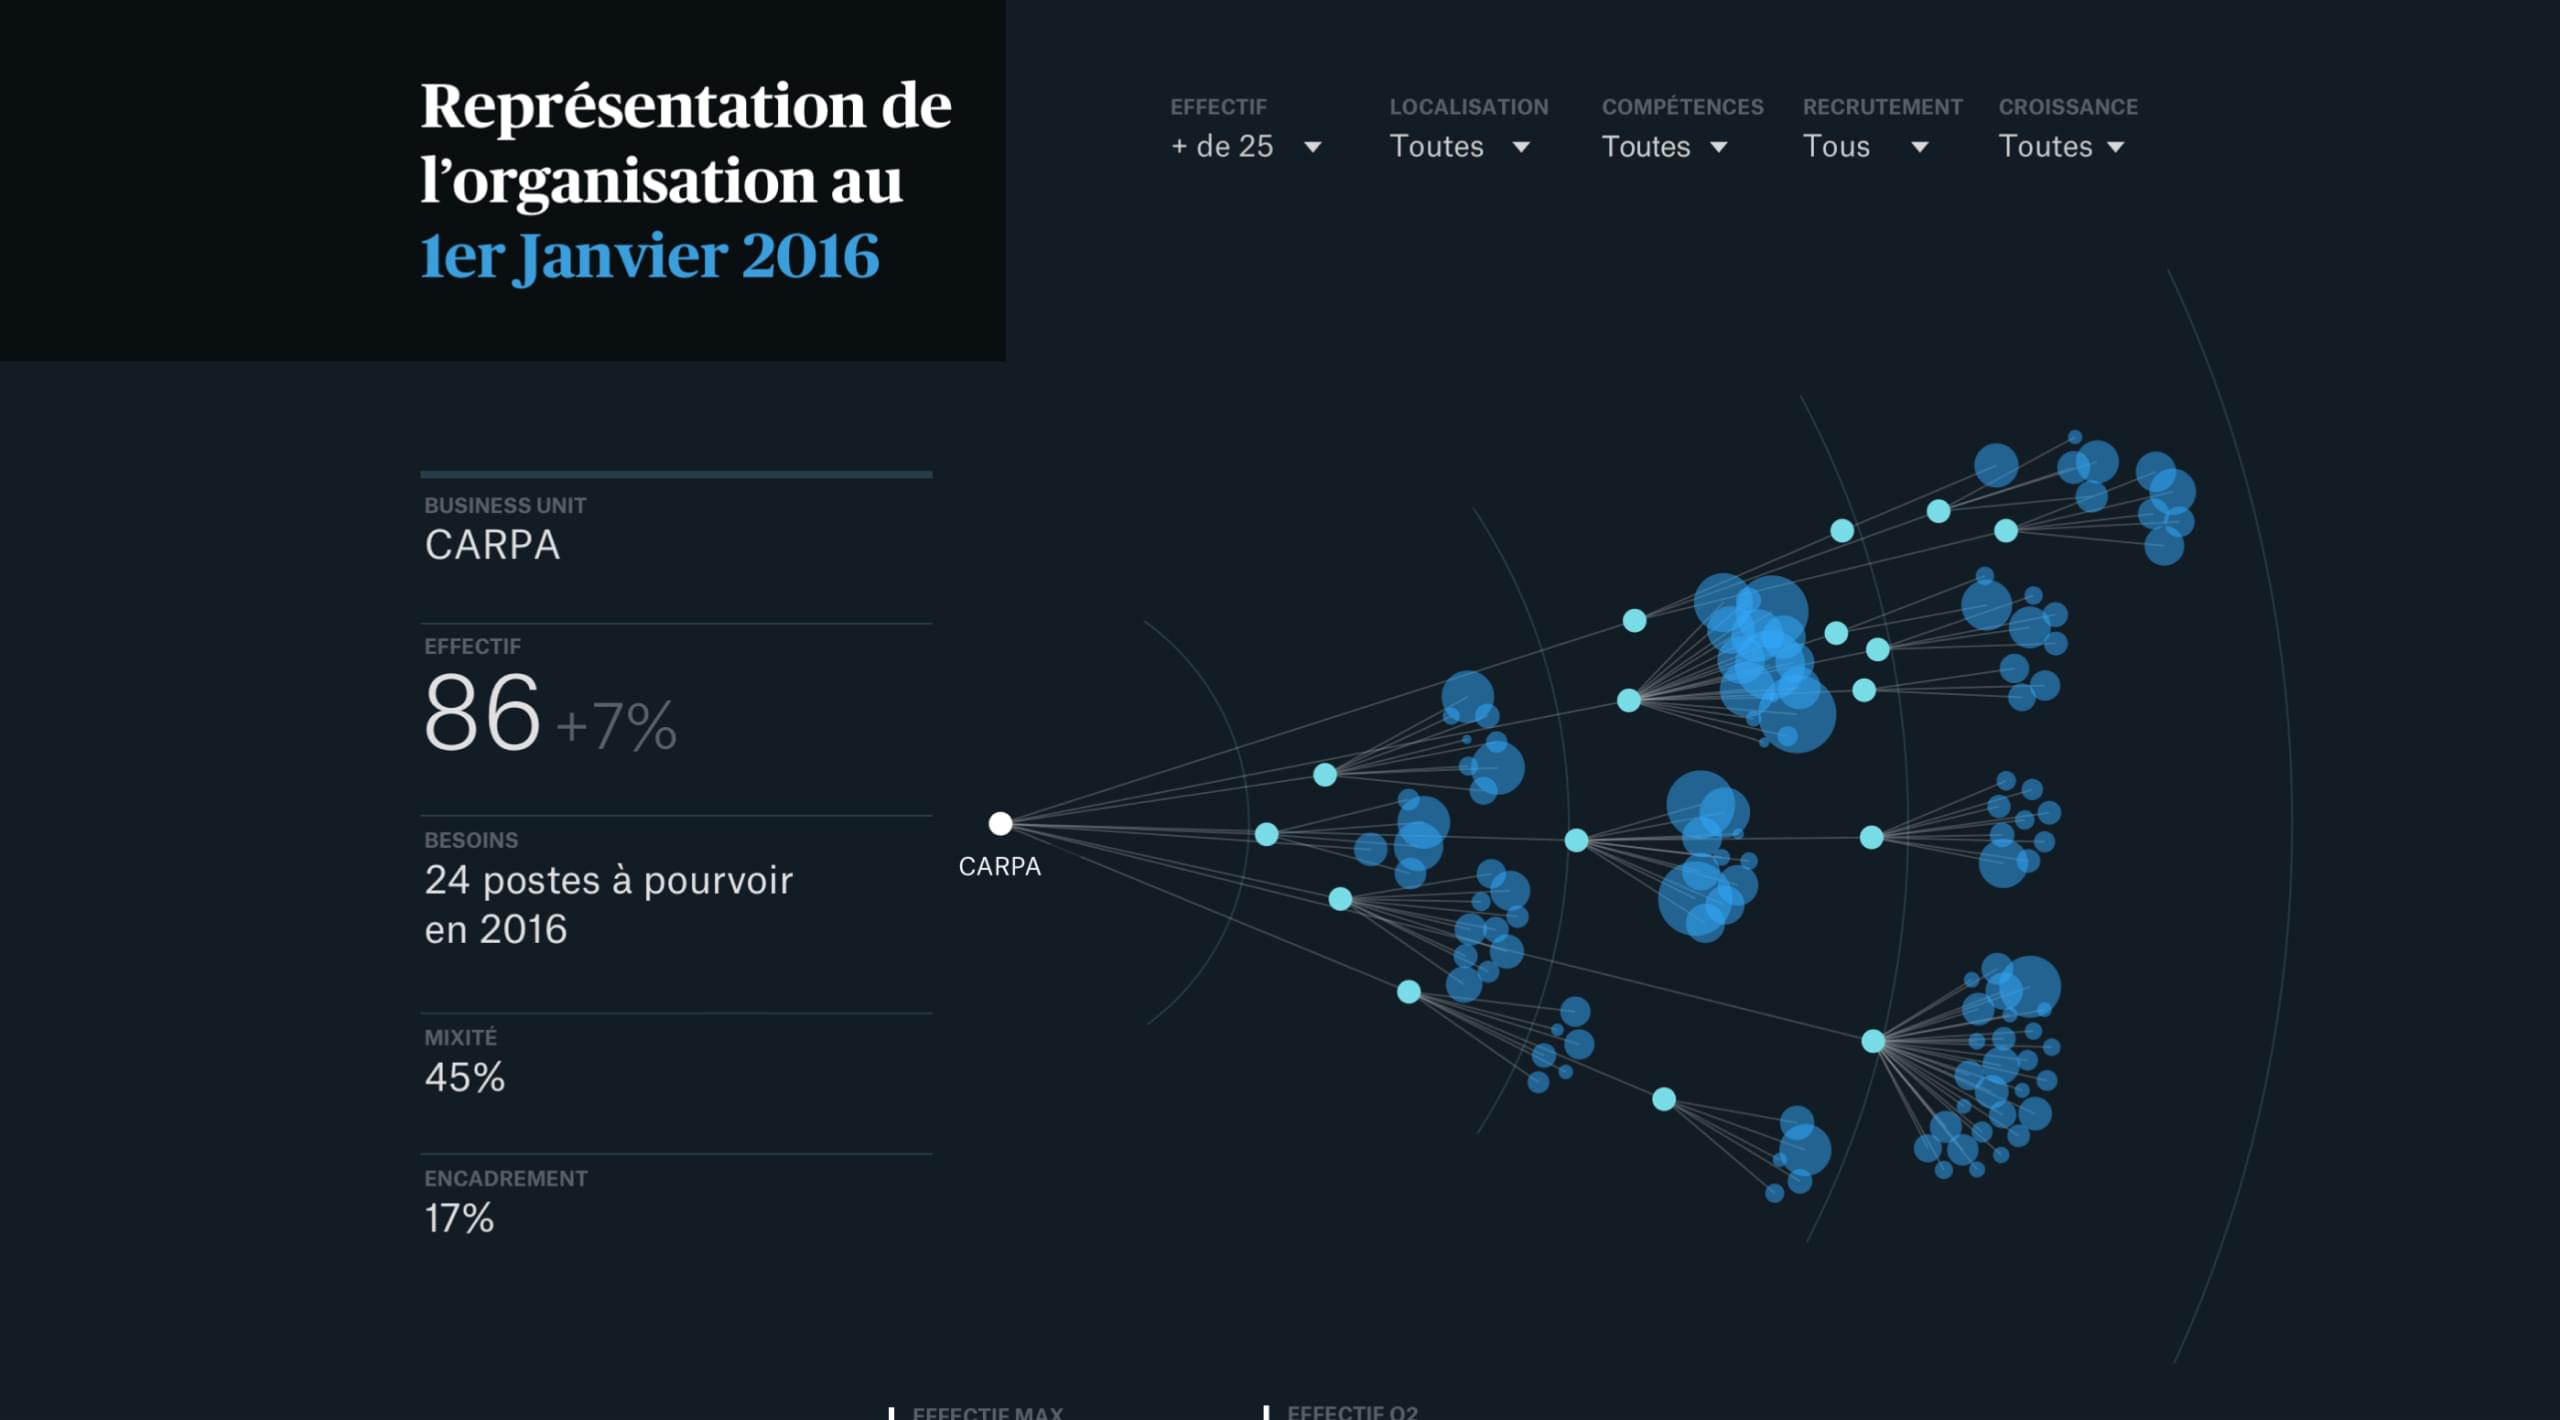 Représentation de
l’organisation au
1er Janvier 2016
EFFECTIF
+ de 25
LOCALISATION
Toutes
COMPÉTENCES
Toutes
RECRUTEMENT
Tous
CROISSANCE
Toutes
BUSINESS UNIT
CARPA
EFFECTIF
86 +7%
BESOINS
24 postes à pourvoir
en 2016
MIXITÉ
45%
ENCADREMENT
17%
CARPA
EFFECTIF MAX
EFFECTIF Q2